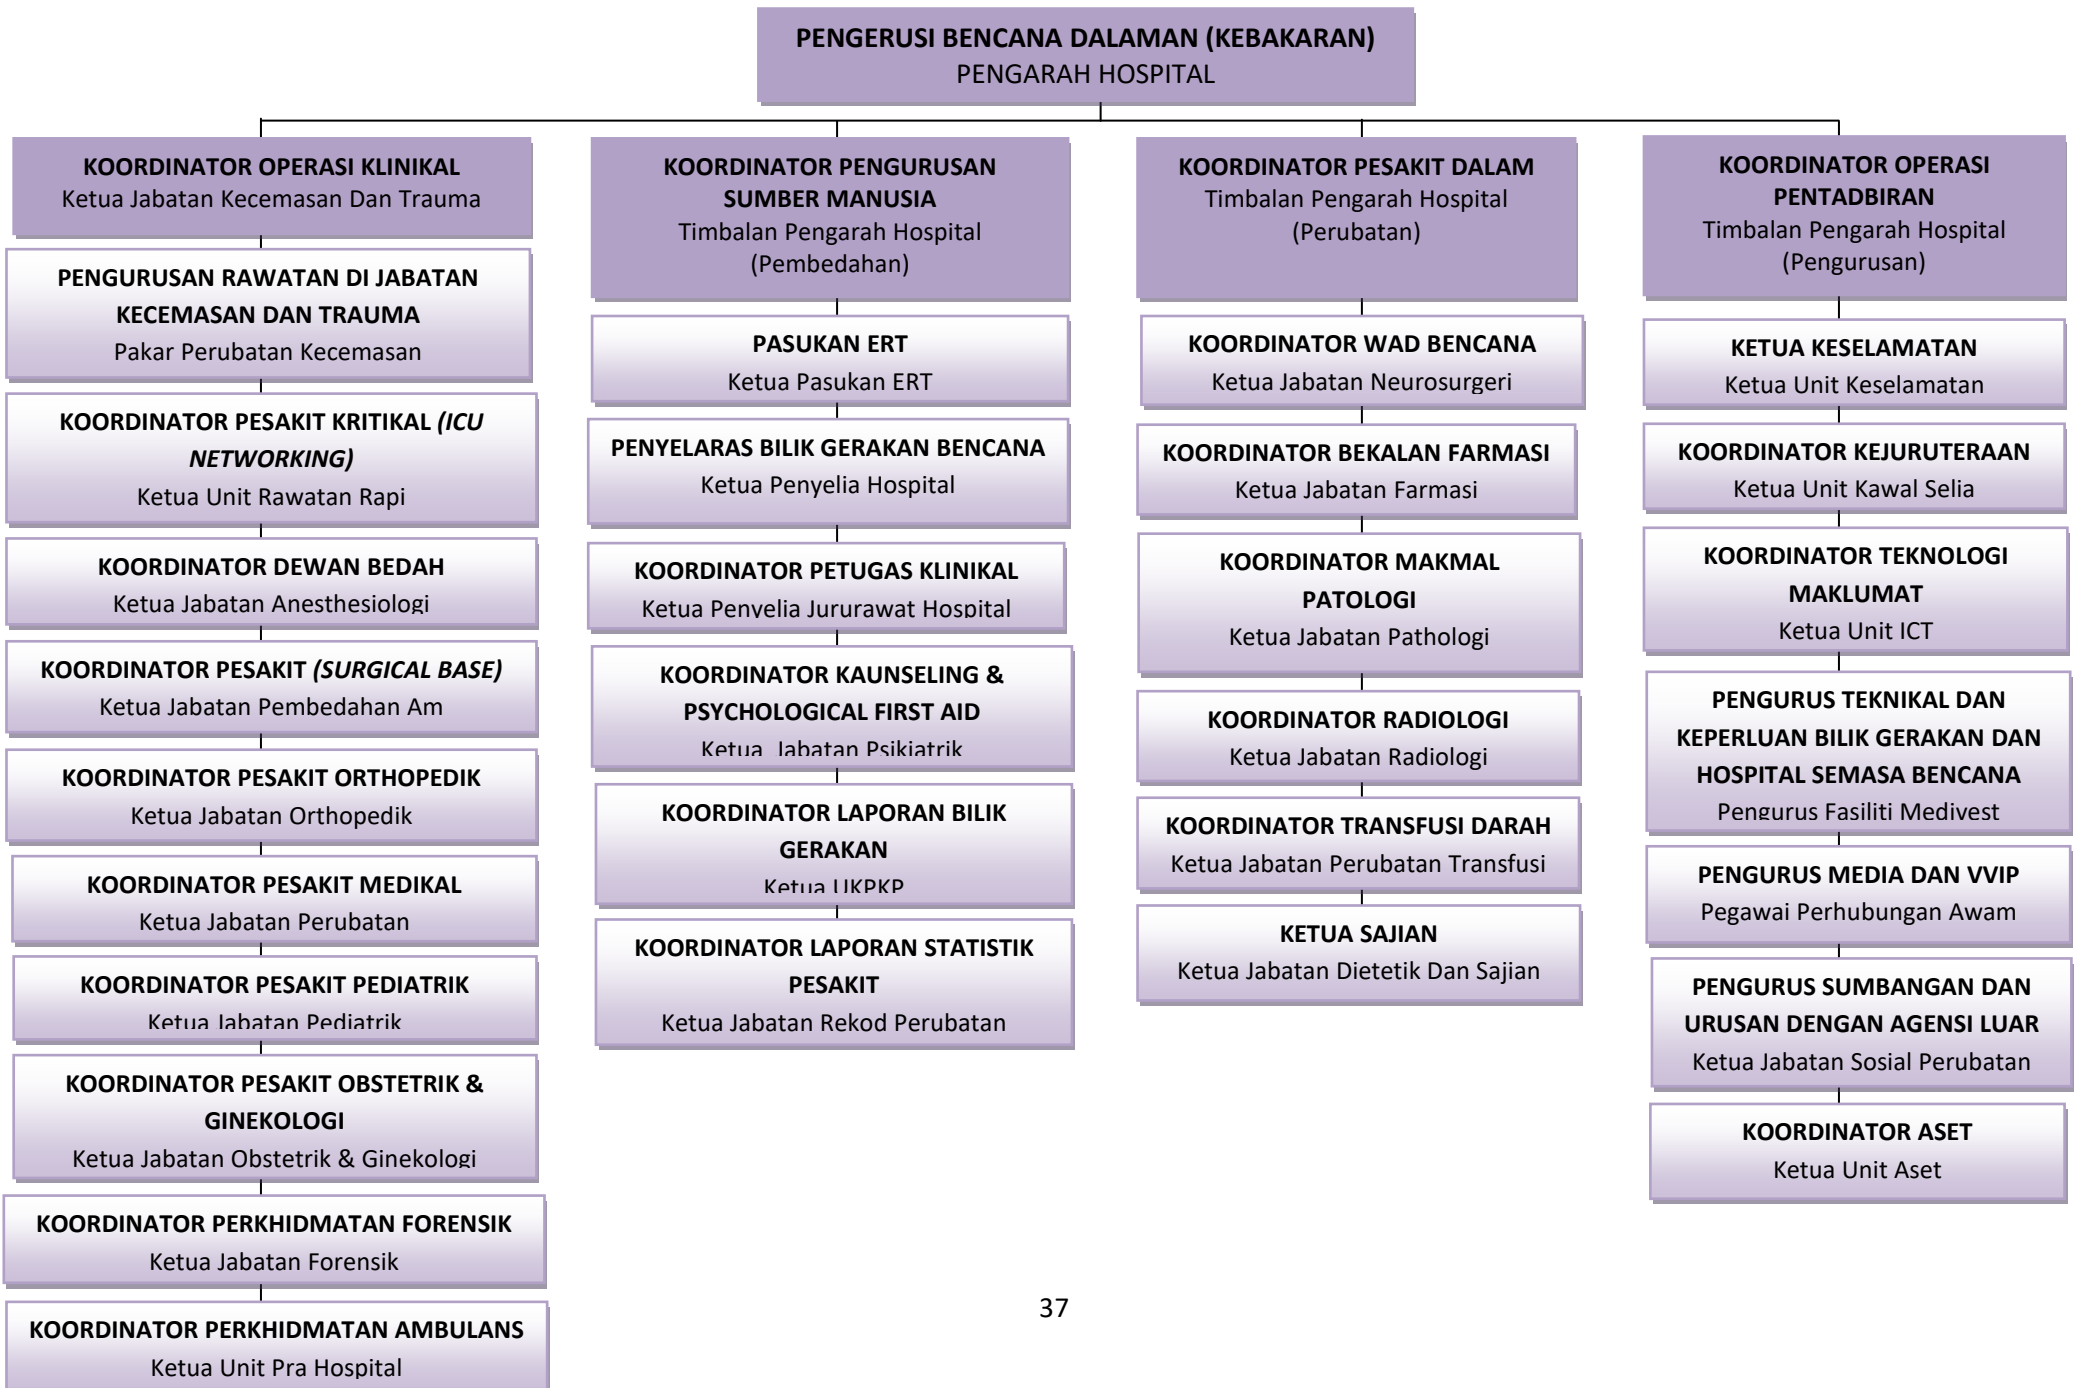 PENGERUSI BENCANA DALAMAN (KEBAKARAN)
PENGARAH HOSPITAL
KOORDINATOR OPERASI KLINIKAL
Ketua Jabatan Kecemasan Dan Trauma
PENGURUSAN RAWATAN DI JABATAN
KECEMASAN DAN TRAUMA
Pakar Perubatan Kecemasan
KOORDINATOR PESAKIT KRITIKAL (ICU
NETWORKING)
Ketua Unit Rawatan Rapi
KOORDINATOR DEWAN BEDAH
Ketua Jabatan Anesthesiologi
KOORDINATOR PESAKIT (SURGICAL BASE)
Ketua Jabatan Pembedahan Am
KOORDINATOR PESAKIT ORTHOPEDIK
Ketua Jabatan Orthopedik
KOORDINATOR PESAKIT MEDIKAL
Ketua Jabatan Perubatan
KOORDINATOR PESAKIT PEDIATRIK
Ketua Jabatan Pediatrik
KOORDINATOR PESAKIT OBSTETRIK &
GINEKOLOGI
Ketua Jabatan Obstetrik & Ginekologi
KOORDINATOR PERKHIDMATAN FORENSIK
Ketua Jabatan Forensik
KOORDINATOR PERKHIDMATAN AMBULANS
Ketua Unit Pra Hospital
KOORDINATOR PENGURUSAN
SUMBER MANUSIA
Timbalan Pengarah Hospital
(Pembedahan)
PASUKAN ERT
Ketua Pasukan ERT
PENYELARAS BILIK GERAKAN BENCANA
Ketua Penyelia Hospital
KOORDINATOR PETUGAS KLINIKAL
Ketua Penyelia Jururawat Hospital
KOORDINATOR KAUNSELING &
PSYCHOLOGICAL FIRST AID
Ketua Jabatan Psikiatrik
KOORDINATOR LAPORAN BILIK
GERAKAN
Ketua UKPKP
KOORDINATOR LAPORAN STATISTIK
PESAKIT
Ketua Jabatan Rekod Perubatan
KOORDINATOR PESAKIT DALAM
Timbalan Pengarah Hospital
(Perubatan)
KOORDINATOR WAD BENCANA
Ketua Jabatan Neurosurgeri
KOORDINATOR BEKALAN FARMASI
Ketua Jabatan Farmasi
KOORDINATOR MAKMAL
PATOLOGI
Ketua Jabatan Pathologi
KOORDINATOR RADIOLOGI
Ketua Jabatan Radiologi
KOORDINATOR TRANSFUSI DARAH
Ketua Jabatan Perubatan Transfusi
KETUA SAJIAN
Ketua Jabatan Dietetik Dan Sajian
KOORDINATOR OPERASI
PENTADBIRAN
Timbalan Pengarah Hospital
(Pengurusan)
KETUA KESELAMATAN
Ketua Unit Keselamatan
KOORDINATOR KEJURUTERAAN
Ketua Unit Kawal Selia
KOORDINATOR TEKNOLOGI
MAKLUMAT
Ketua Unit ICT
PENGURUS TEKNIKAL DAN
KEPERLUAN BILIK GERAKAN DAN
HOSPITAL SEMASA BENCANA
Pengurus Fasiliti Medivest
PENGURUS MEDIA DAN VVIP
Pegawai Perhubungan Awam
PENGURUS SUMBANGAN DAN
URUSAN DENGAN AGENSI LUAR
Ketua Jabatan Sosial Perubatan
KOORDINATOR ASET
Ketua Unit Aset
37